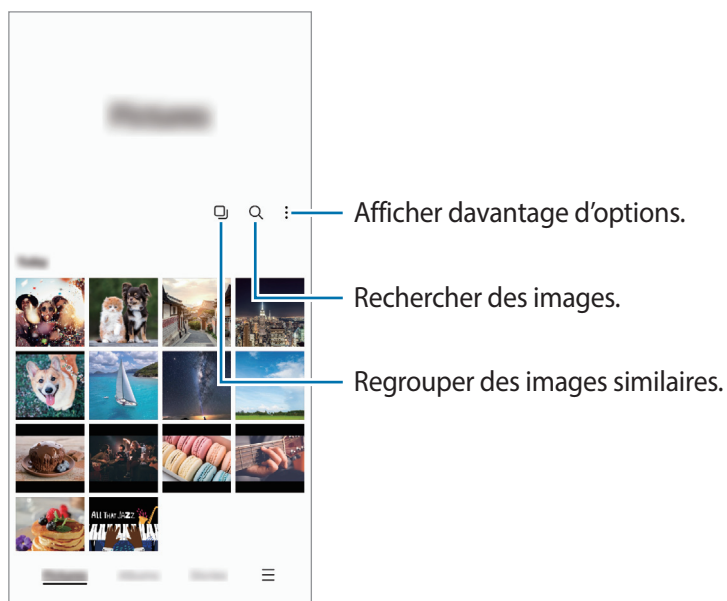 Afficher davantage d'options.
Rechercher des images.
Regrouper des images similaires.
ALL THAT JAZZ